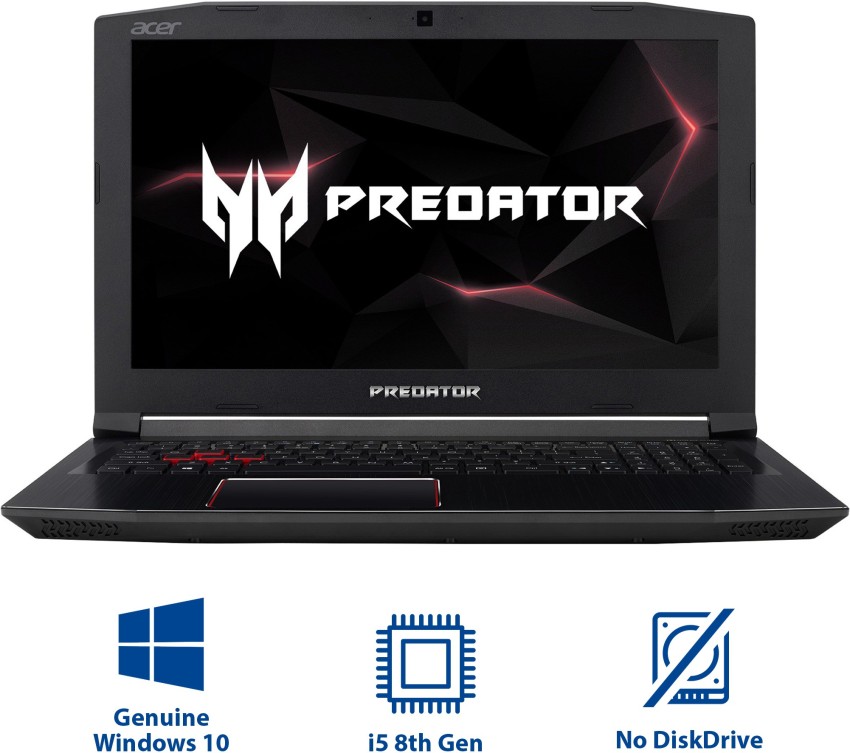 acer
PREDATOR
PREDATOR
Genuine
Windows 10
i5 8th Gen
No DiskDrive